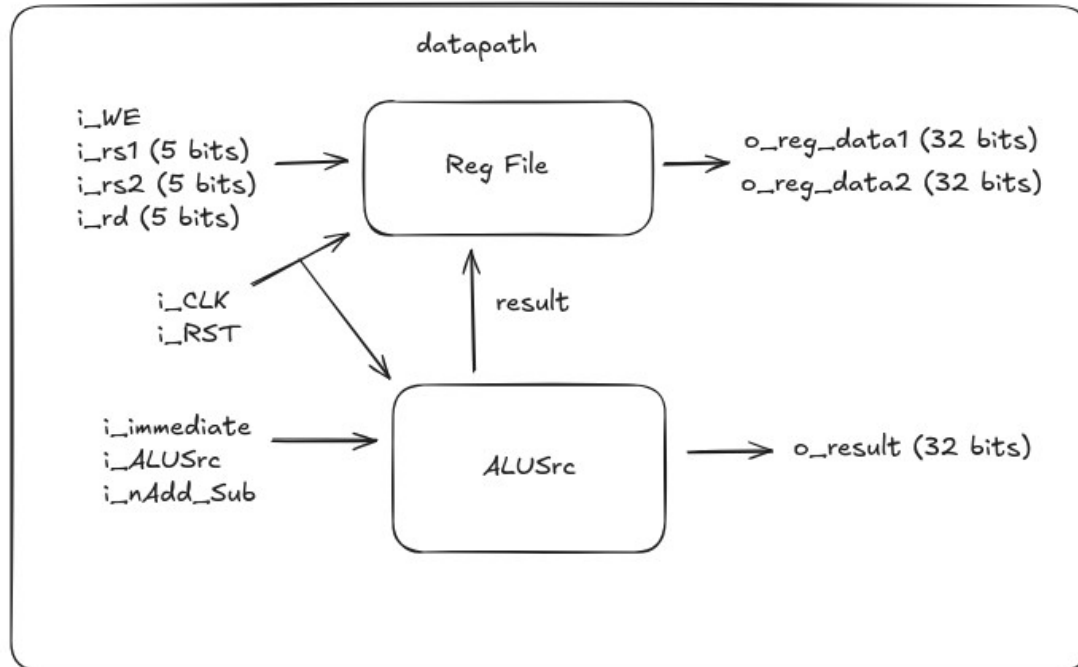 datapath
i_WE
i_rs1 (5 bits)
i_rs2 (5 bits)
i_rd (5 bits)
Reg File
o_reg_data1 (32 bits)
o_reg_data2 (32 bits)
i_CLK
i_RST
result
i_immediate
i_ALUSrc
i_nAdd_Sub
ALUSrc
o_result (32 bits)